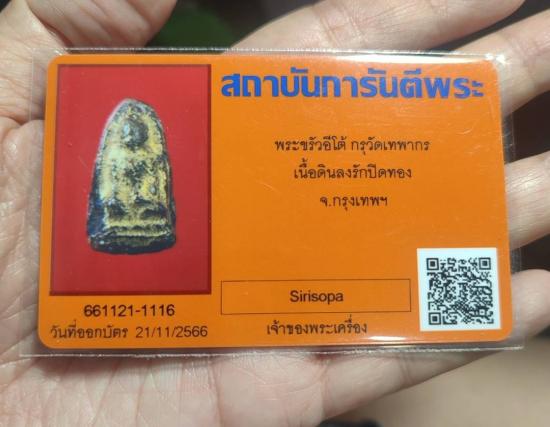 สถาบันการันตีพระ
พระขรัวอีโต้ กรุวัดเทพากร
เนื้อดินลงรักปิดทอง
จ.กรุงเทพฯ
Sirisopa
เจ้าของพระเครื่อง
661121-1116
วันที่ออกบัตร 21/11/2566